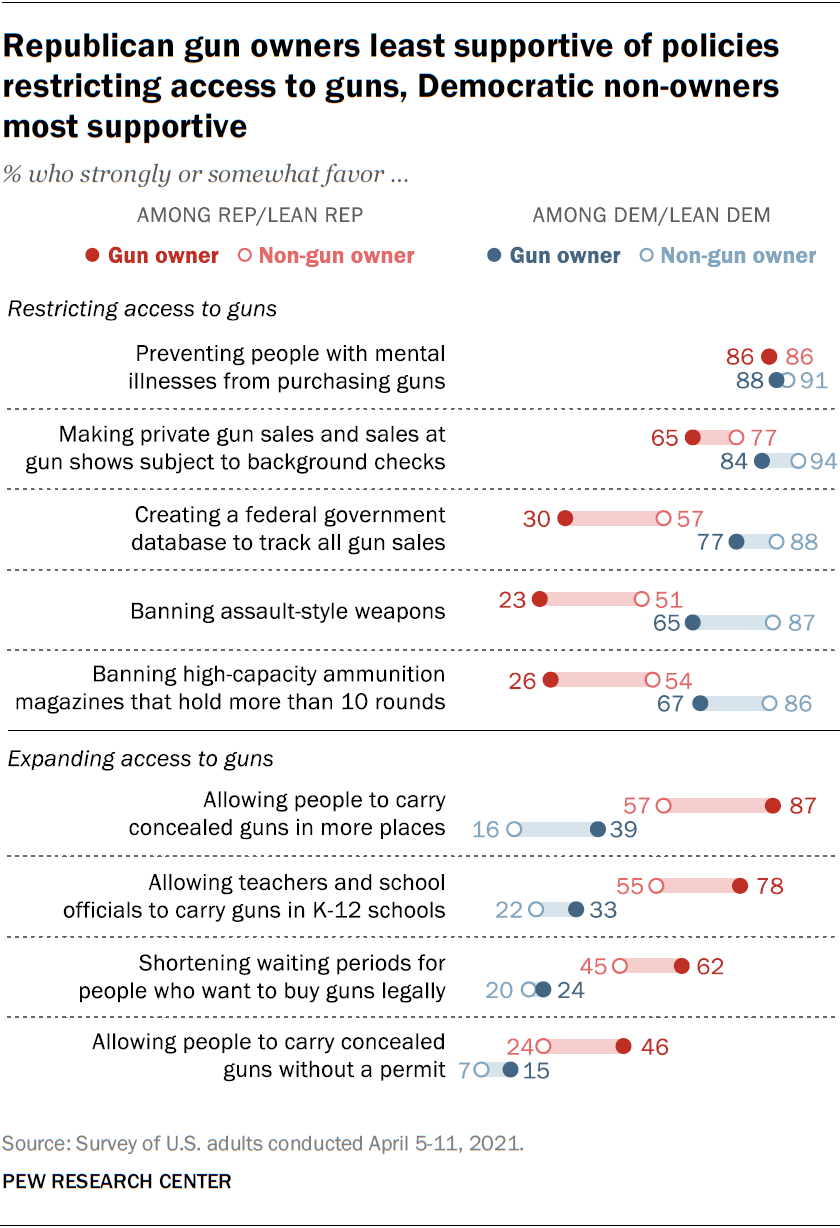 Republican gun owners least supportive of policies
restricting access to guns, Democratic non-owners
most supportive
% who strongly or somewhat favor ...
AMONG REP/LEAN REP AMONG DEM/LEAN DEM
Gun owner Non-gun owner Gun owner Non-gun owner
Restricting access to guns
Preventing people with mental
illnesses from purchasing guns
86 86
88 91
Making private gun sales and sales at
gun shows subject to background checks
65 77
84 94
Creating a federal government
database to track all gun sales
30 57
77 88
Banning assault-style weapons
23 51
65 87
Banning high-capacity ammunition
magazines that hold more than 10 rounds
26 54
67 86
Expanding access to guns
Allowing people to carry
concealed guns in more places
57 87
16 39
Allowing teachers and school
officials to carry guns in K-12 schools
55 78
22 33
Shortening waiting periods for
people who want to buy guns legally
45 62
20 24
Allowing people to carry concealed
guns without a permit
24 46
7 15
Source: Survey of U.S. adults conducted April 5-11, 2021.
PEW RESEARCH CENTER